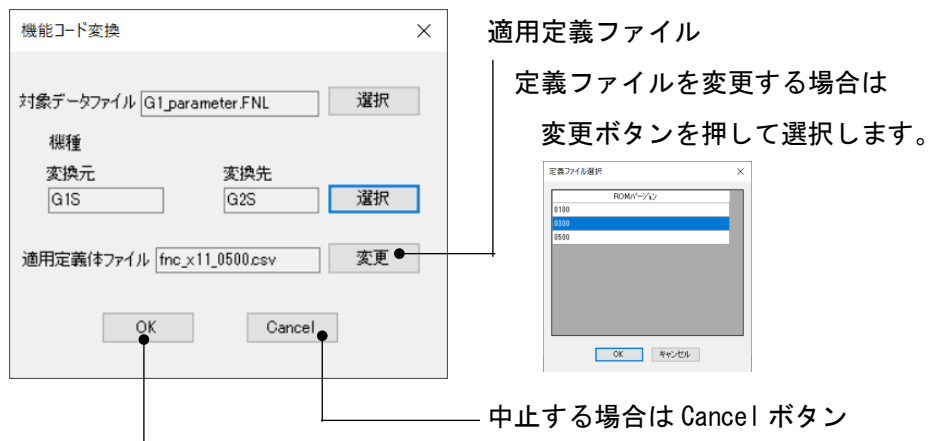 機能コード変換
対象データファイル G1_parameter.FNL 選択
機種
変換元 変換先
G1S G2S 選択
適用定義体ファイル fnc_x11_0500.csv 変更
OK Cancel
適用定義ファイル
定義ファイルを変更する場合は
変更ボタンを押して選択します。
定義ファイル選択
ROMバージョン
0100
0300
0500
OK キャンセル
中止する場合は Cancel ボタン